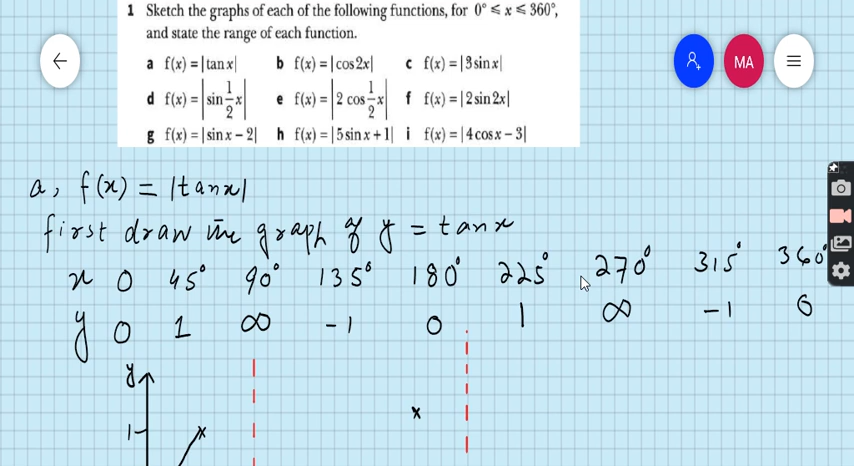 1 Sketch the graphs of each of the following functions, for 0° ⩽ x ⩽ 360°,
and state the range of each function.
a f(x) = |tan x| b f(x) = |cos 2x| c f(x) = |3 sin x|
d f(x) = |sin 1/2 x| e f(x) = |2 cos 1/2 x| f f(x) = |2 sin 2x|
g f(x) = |sin x − 2| h f(x) = |5 sin x + 1| i f(x) = |4 cos x − 3|
MA
a, f(x) = |tan x|
first draw the graph of y = tan x
x 0 45° 90° 135° 180° 225° 270° 315° 360°
y 0 1 ∞ -1 0 1 ∞ -1 0
y
1